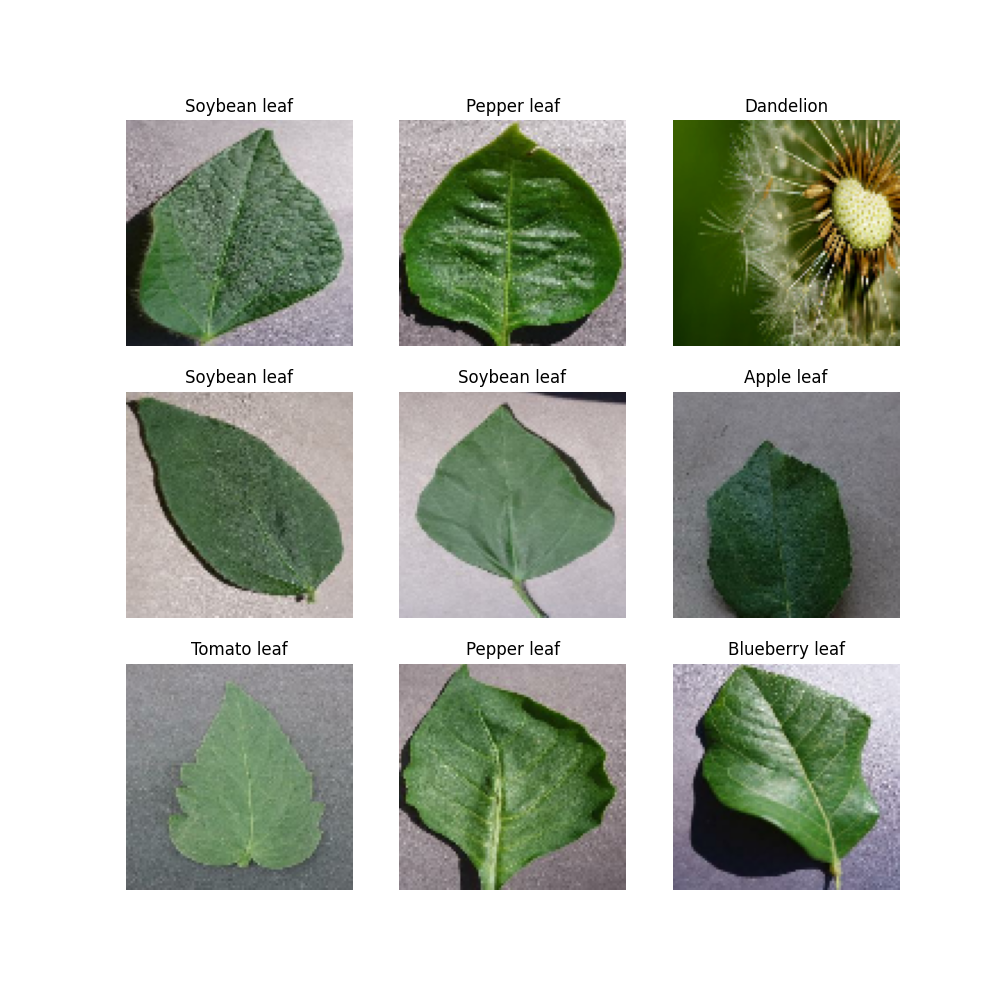 Soybean leaf
Pepper leaf
Dandelion
Soybean leaf
Soybean leaf
Apple leaf
Tomato leaf
Pepper leaf
Blueberry leaf